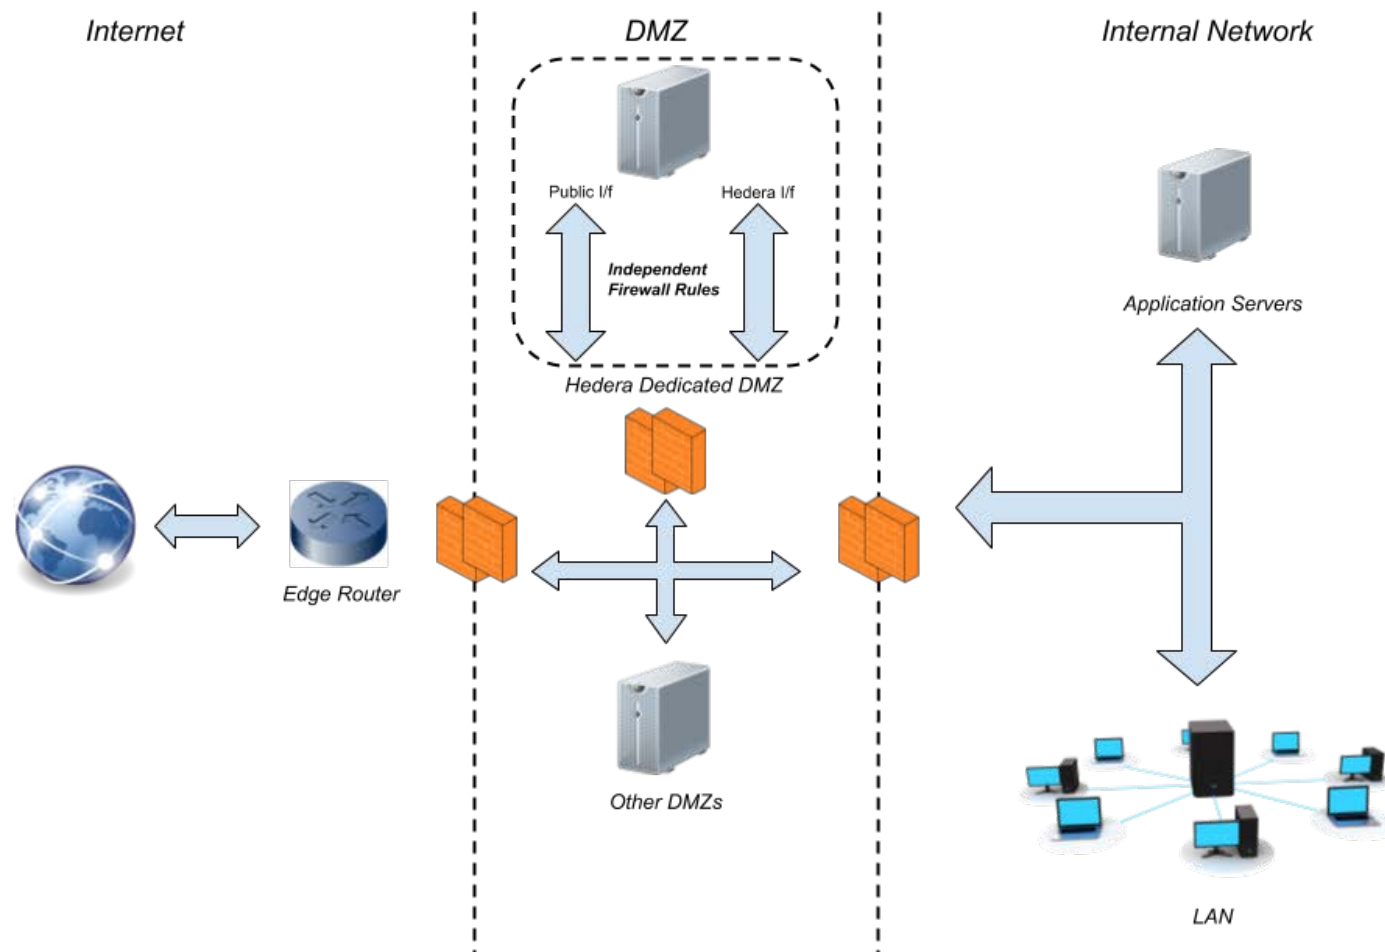 Internet
DMZ
Internal Network
Public I/f
Hedera I/f
Independent
Firewall Rules
Hedera Dedicated DMZ
Application Servers
Edge Router
Other DMZs
LAN